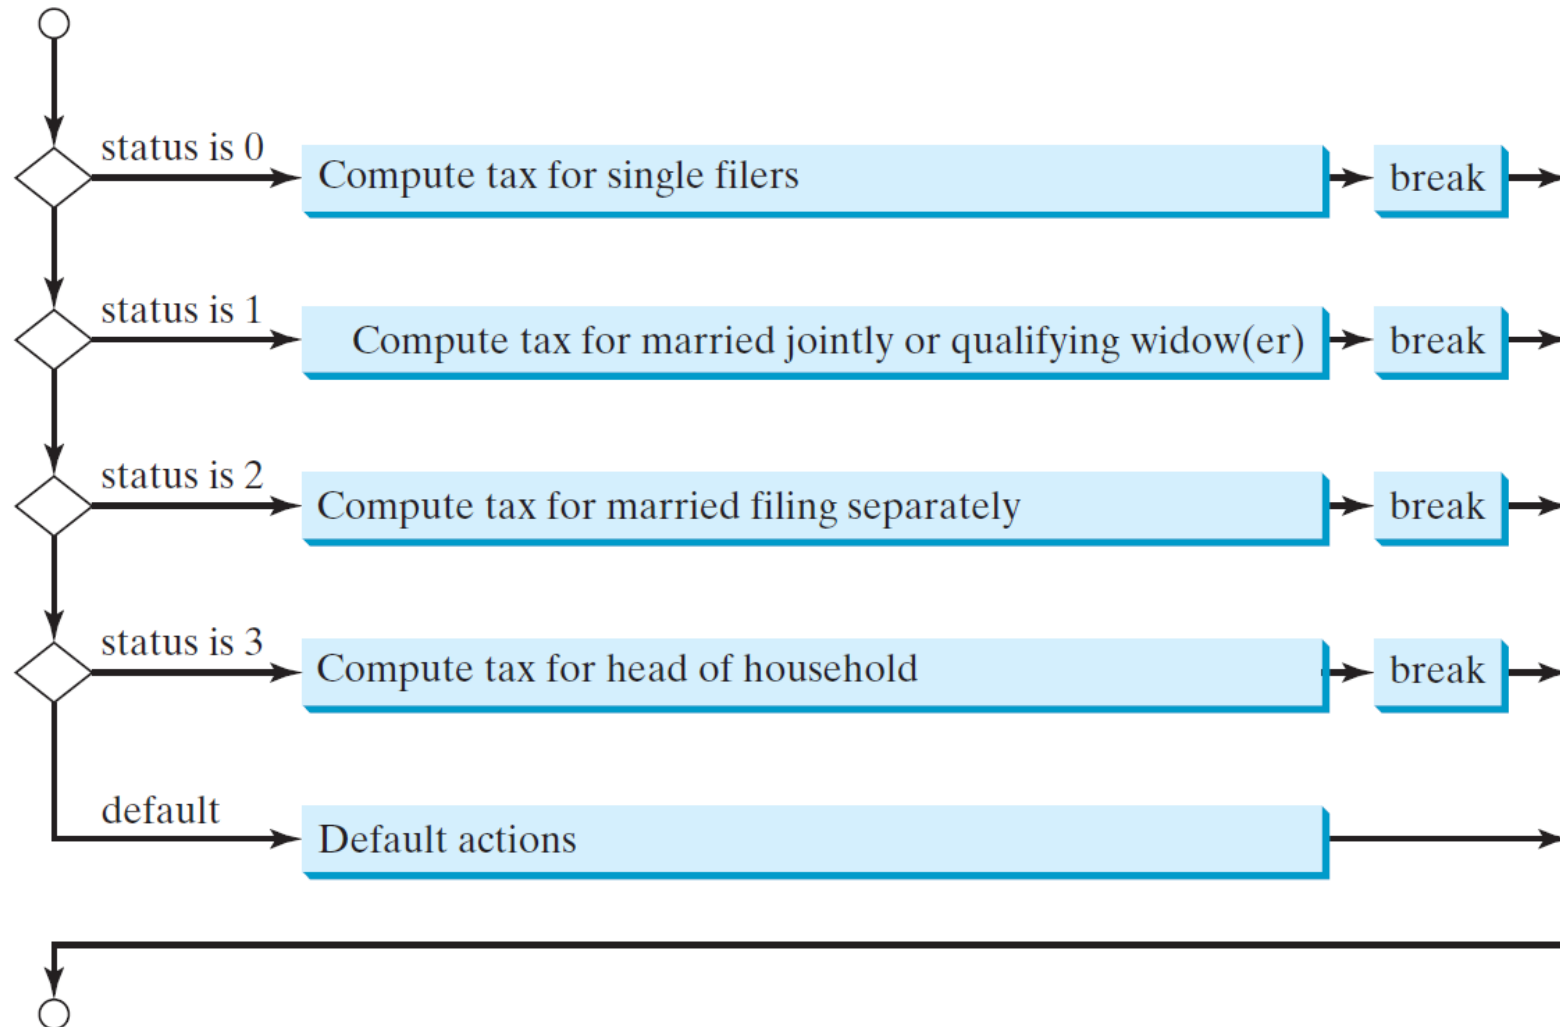 status is 0
Compute tax for single filers
break
status is 1
Compute tax for married jointly or qualifying widow(er)
break
status is 2
Compute tax for married filing separately
break
status is 3
Compute tax for head of household
break
default
Default actions